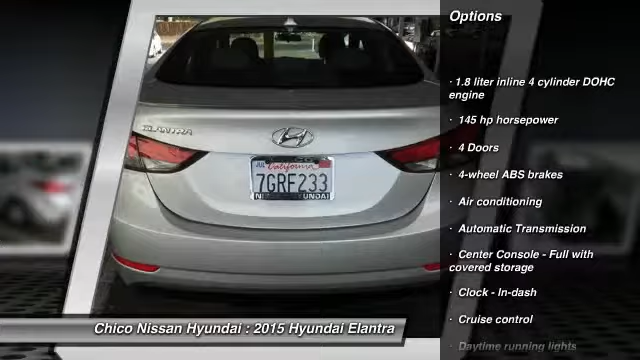 Options
· 1.8 liter inline 4 cylinder DOHC
engine
· 145 hp horsepower
· 4 Doors
· 4-wheel ABS brakes
· Air conditioning
· Automatic Transmission
· Center Console - Full with
covered storage
· Clock - In-dash
· Cruise control
· Daytime running lights
ELANTRA
JUL
California
7GRF233
HYUNDAI
Chico Nissan Hyundai : 2015 Hyundai Elantra